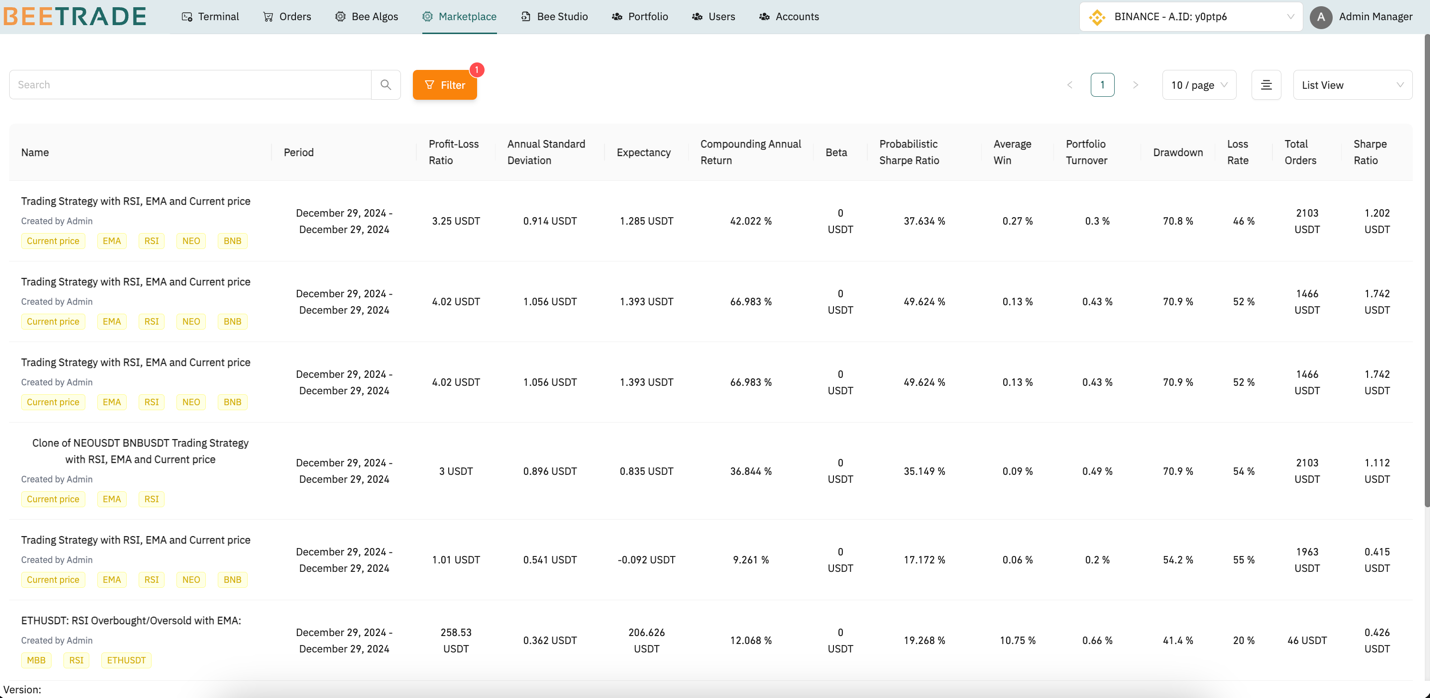 BEETRADE Terminal Orders Bee Algos Marketplace Bee Studio Portfolio Users Accounts BINANCE - A.ID: y0ptp6 A Admin Manager
Search Filter 1 1 10 / page List View
Name Period Profit-Loss Ratio Annual Standard Deviation Expectancy Compounding Annual Return Beta Probabilistic Sharpe Ratio Average Win Portfolio Turnover Drawdown Loss Rate Total Orders Sharpe Ratio
Trading Strategy with RSI, EMA and Current price
Created by Admin
Current price EMA RSI NEO BNB
December 29, 2024 -
December 29, 2024
3.25 USDT 0.914 USDT 1.285 USDT 42.022 % 0 USDT 37.634 % 0.27 % 0.3 % 70.8 % 46 % 2103 USDT 1.202 USDT
Trading Strategy with RSI, EMA and Current price
Created by Admin
Current price EMA RSI NEO BNB
December 29, 2024 -
December 29, 2024
4.02 USDT 1.056 USDT 1.393 USDT 66.983 % 0 USDT 49.624 % 0.13 % 0.43 % 70.9 % 52 % 1466 USDT 1.742 USDT
Trading Strategy with RSI, EMA and Current price
Created by Admin
Current price EMA RSI NEO BNB
December 29, 2024 -
December 29, 2024
4.02 USDT 1.056 USDT 1.393 USDT 66.983 % 0 USDT 49.624 % 0.13 % 0.43 % 70.9 % 52 % 1466 USDT 1.742 USDT
Clone of NEOUSDT BNBUSDT Trading Strategy
with RSI, EMA and Current price
Created by Admin
Current price EMA RSI
December 29, 2024 -
December 29, 2024
3 USDT 0.896 USDT 0.835 USDT 36.844 % 0 USDT 35.149 % 0.09 % 0.49 % 70.9 % 54 % 2103 USDT 1.112 USDT
Trading Strategy with RSI, EMA and Current price
Created by Admin
Current price EMA RSI NEO BNB
December 29, 2024 -
December 29, 2024
1.01 USDT 0.541 USDT -0.092 USDT 9.261 % 0 USDT 17.172 % 0.06 % 0.2 % 54.2 % 55 % 1963 USDT 0.415 USDT
ETHUSDT: RSI Overbought/Oversold with EMA:
Created by Admin
MBB RSI ETHUSDT
December 29, 2024 -
December 29, 2024
258.53 USDT 0.362 USDT 206.626 USDT 12.068 % 0 USDT 19.268 % 10.75 % 0.66 % 41.4 % 20 % 46 USDT 0.426 USDT
Version: